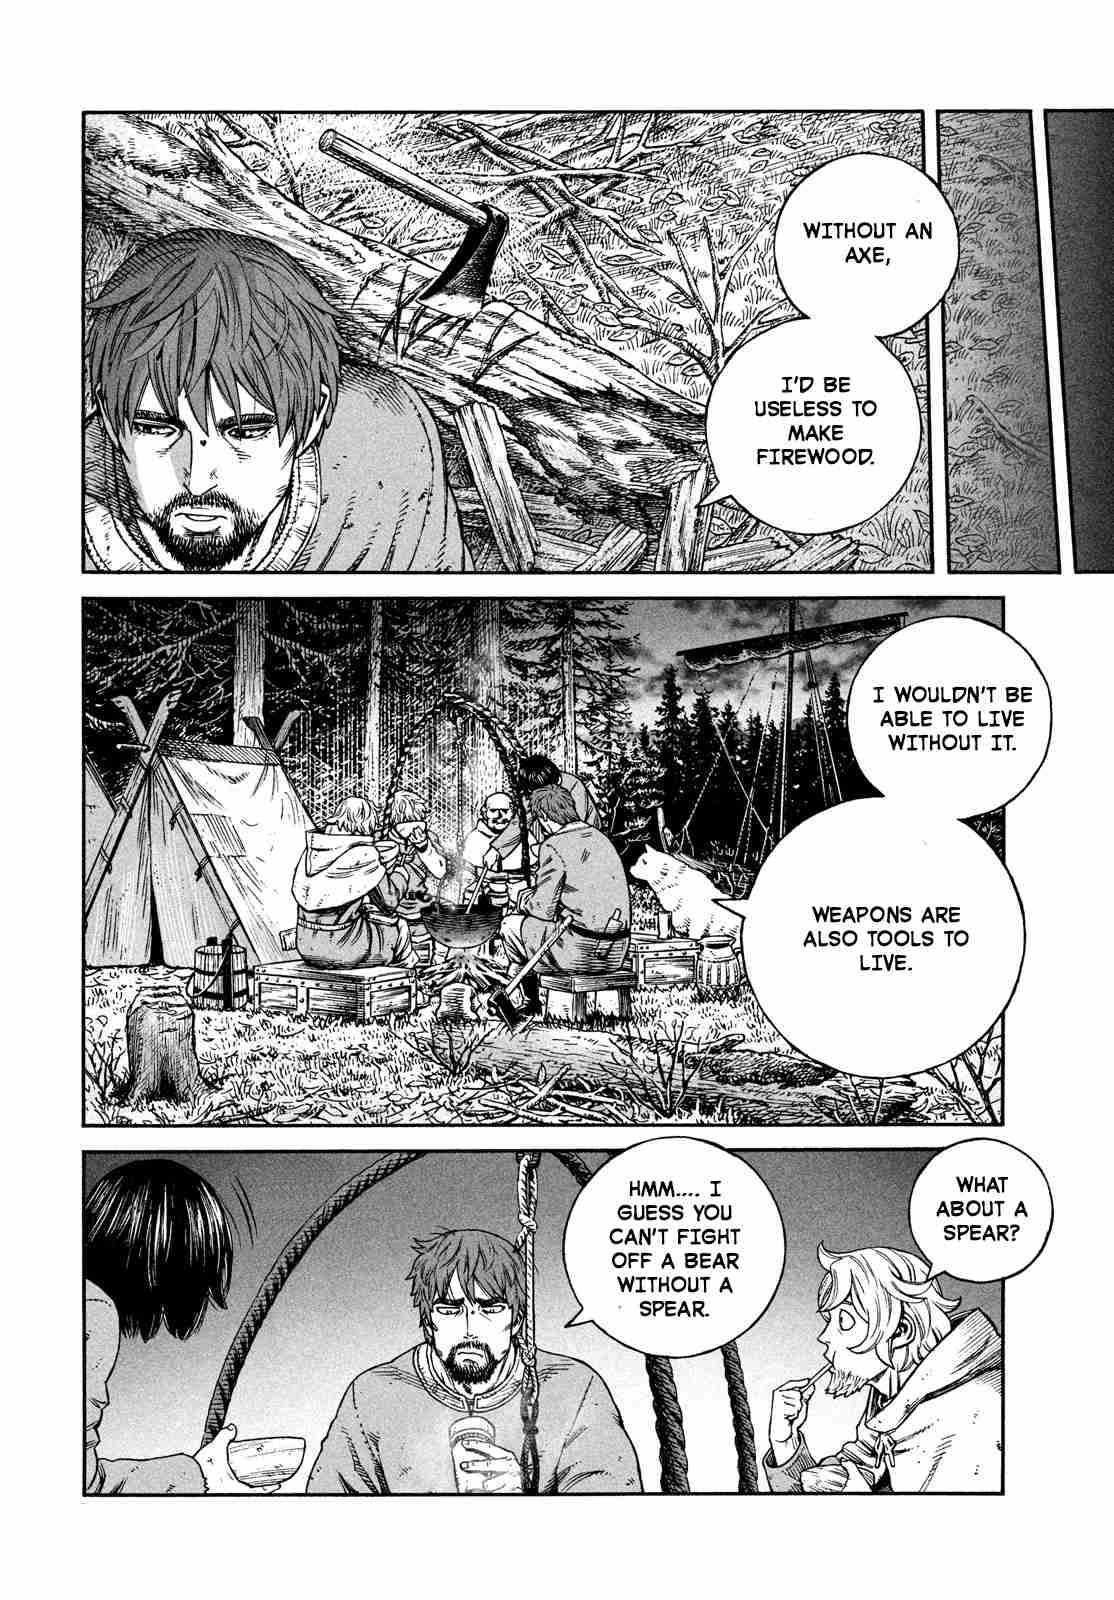 WITHOUT AN
AXE,
I'D BE
USELESS TO
MAKE
FIREWOOD.
I WOULDN'T BE
ABLE TO LIVE
WITHOUT IT.
WEAPONS ARE
ALSO TOOLS TO
LIVE.
WHAT
ABOUT A
SPEAR?
HMM.... I
GUESS YOU
CAN'T FIGHT
OFF A BEAR
WITHOUT A
SPEAR.